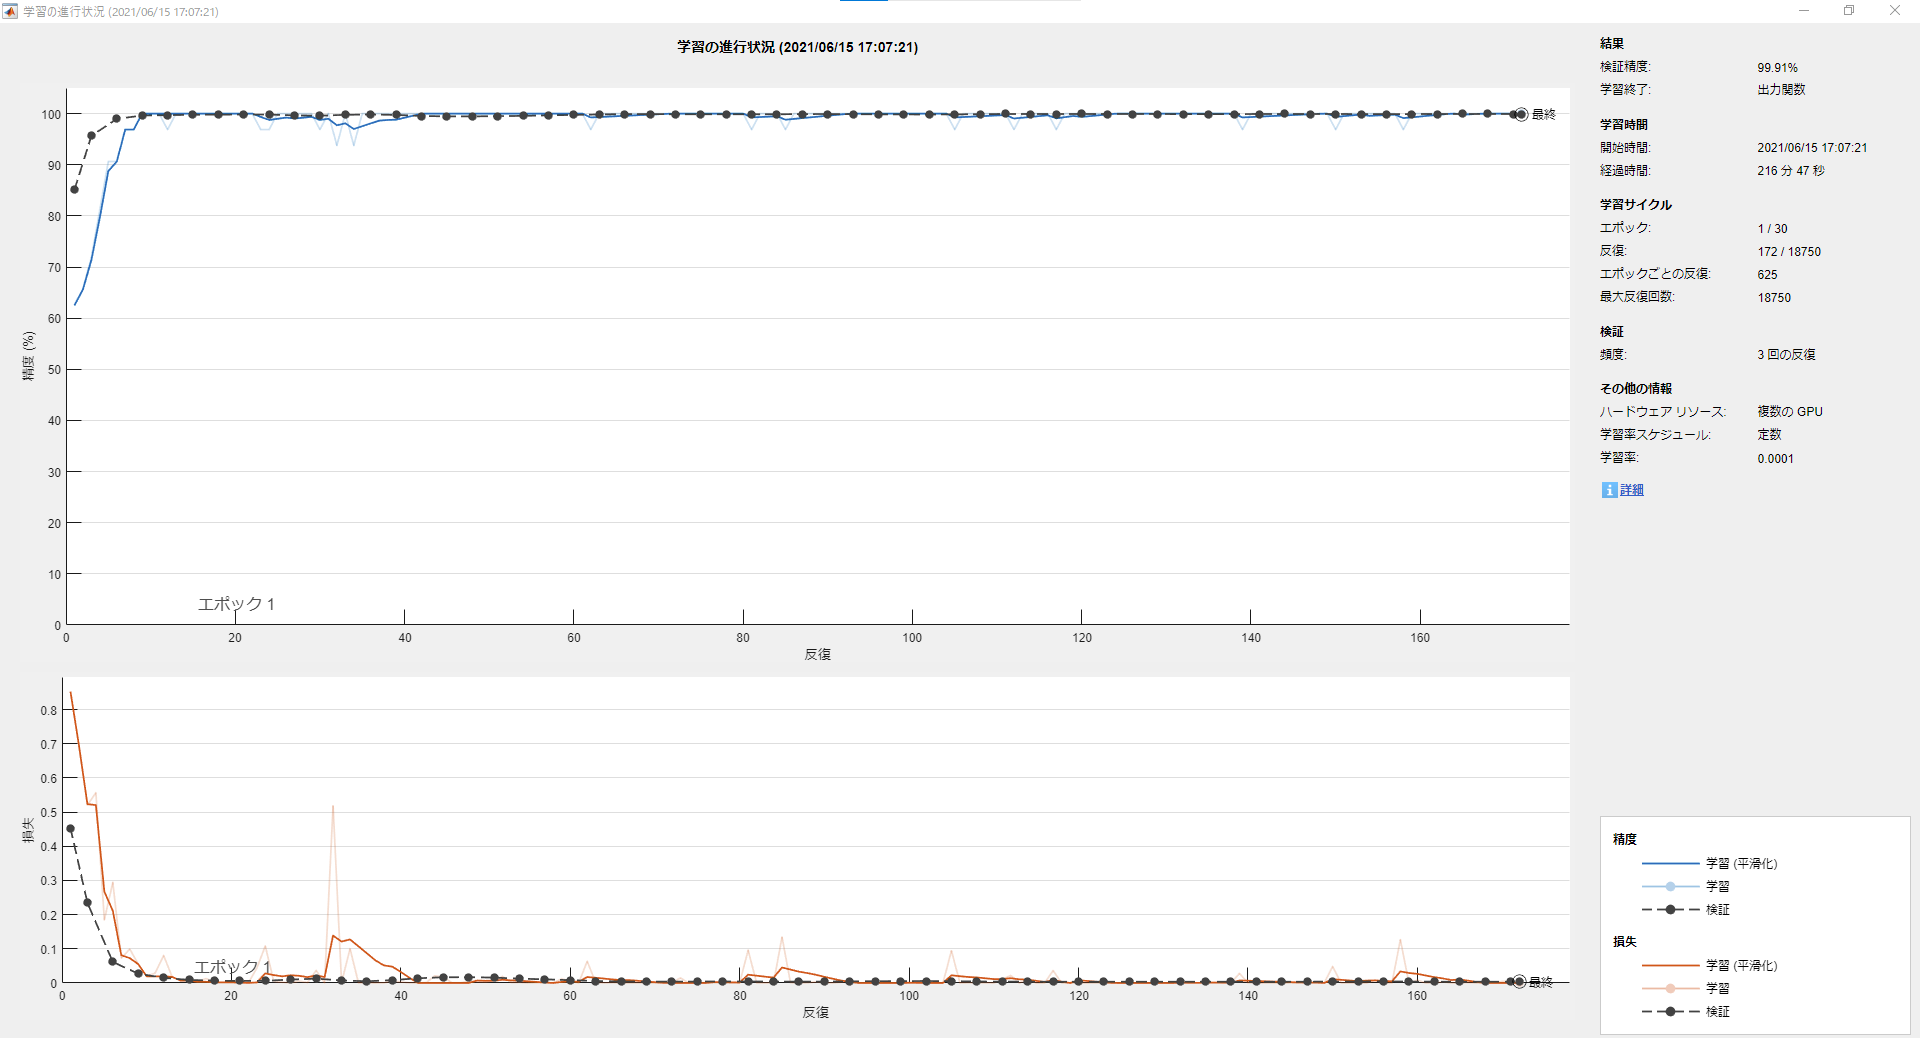 学習の進行状況 (2021/06/15 17:07:21)
学習の進行状況 (2021/06/15 17:07:21)
精度 (%)
100
90
80
70
60
50
40
30
20
10
0
エポック 1
最終
0
20
40
60
80
100
120
140
160
反復
損失
0.8
0.7
0.6
0.5
0.4
0.3
0.2
0.1
0
エポック 1
最終
0
20
40
60
80
100
120
140
160
反復
結果
検証精度: 99.91%
学習終了: 出力関数
学習時間
開始時間: 2021/06/15 17:07:21
経過時間: 216 分 47 秒
学習サイクル
エポック: 1 / 30
反復: 172 / 18750
エポックごとの反復: 625
最大反復回数: 18750
検証
頻度: 3 回の反復
その他の情報
ハードウェア リソース: 複数の GPU
学習率スケジュール: 定数
学習率: 0.0001
i 詳細
精度
学習 (平滑化)
学習
検証
損失
学習 (平滑化)
学習
検証